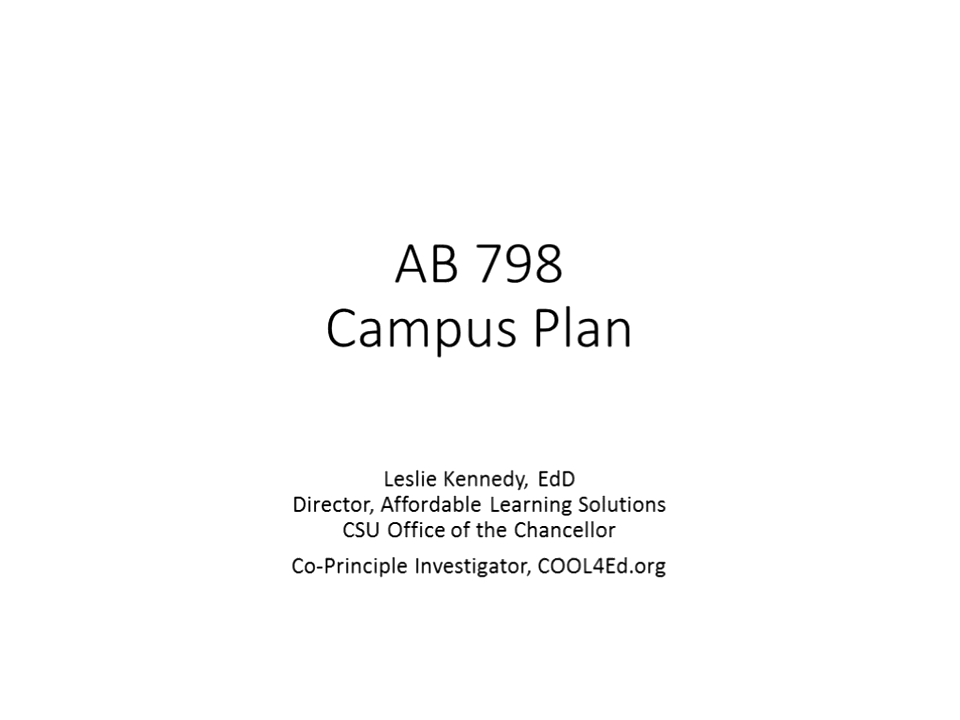 AB 798
Campus Plan
Leslie Kennedy, EdD
Director, Affordable Learning Solutions
CSU Office of the Chancellor
Co-Principle Investigator, COOL4Ed.org